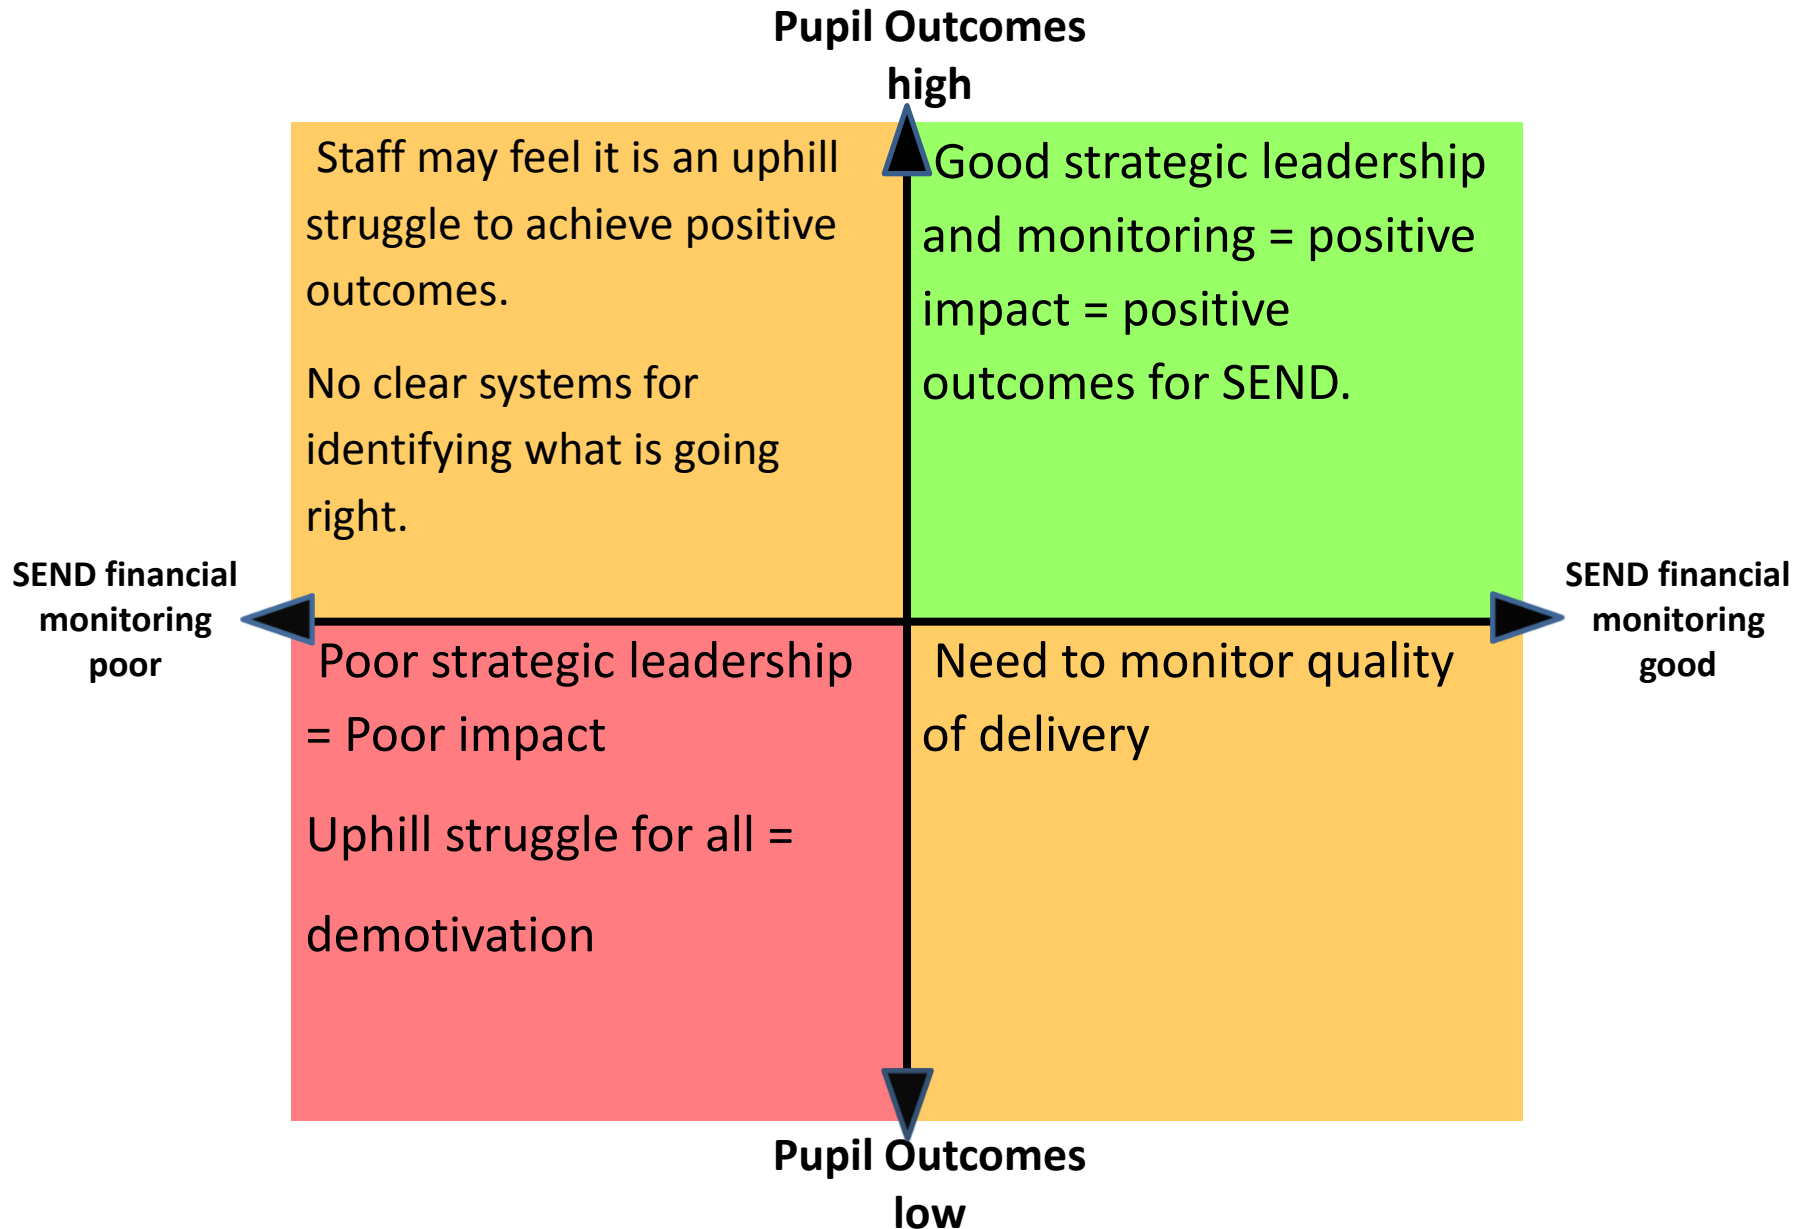 Pupil Outcomes
high
Staff may feel it is an uphill
struggle to achieve positive
outcomes.
No clear systems for
identifying what is going
right.
Good strategic leadership
and monitoring = positive
impact = positive
outcomes for SEND.
SEND financial
monitoring
poor
SEND financial
monitoring
good
Poor strategic leadership
= Poor impact
Uphill struggle for all =
demotivation
Need to monitor quality
of delivery
Pupil Outcomes
low